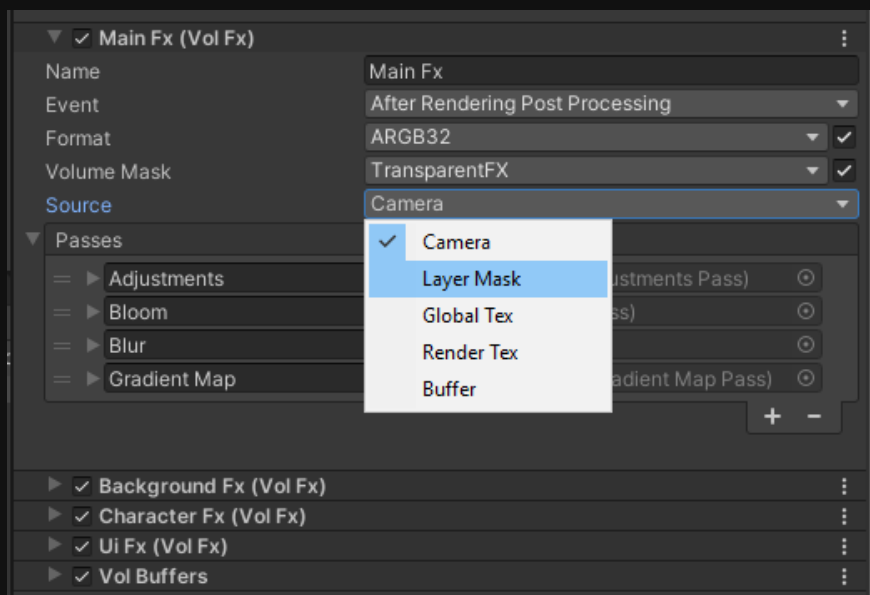 Main Fx (Vol Fx)
Name Main Fx
Event After Rendering Post Processing
Format ARGB32
Volume Mask TransparentFX
Source Camera
Passes
Camera
Adjustments Layer Mask ustments Pass)
Bloom Global Tex ss)
Blur Render Tex
Gradient Map Buffer adient Map Pass)
Background Fx (Vol Fx)
Character Fx (Vol Fx)
Ui Fx (Vol Fx)
Vol Buffers